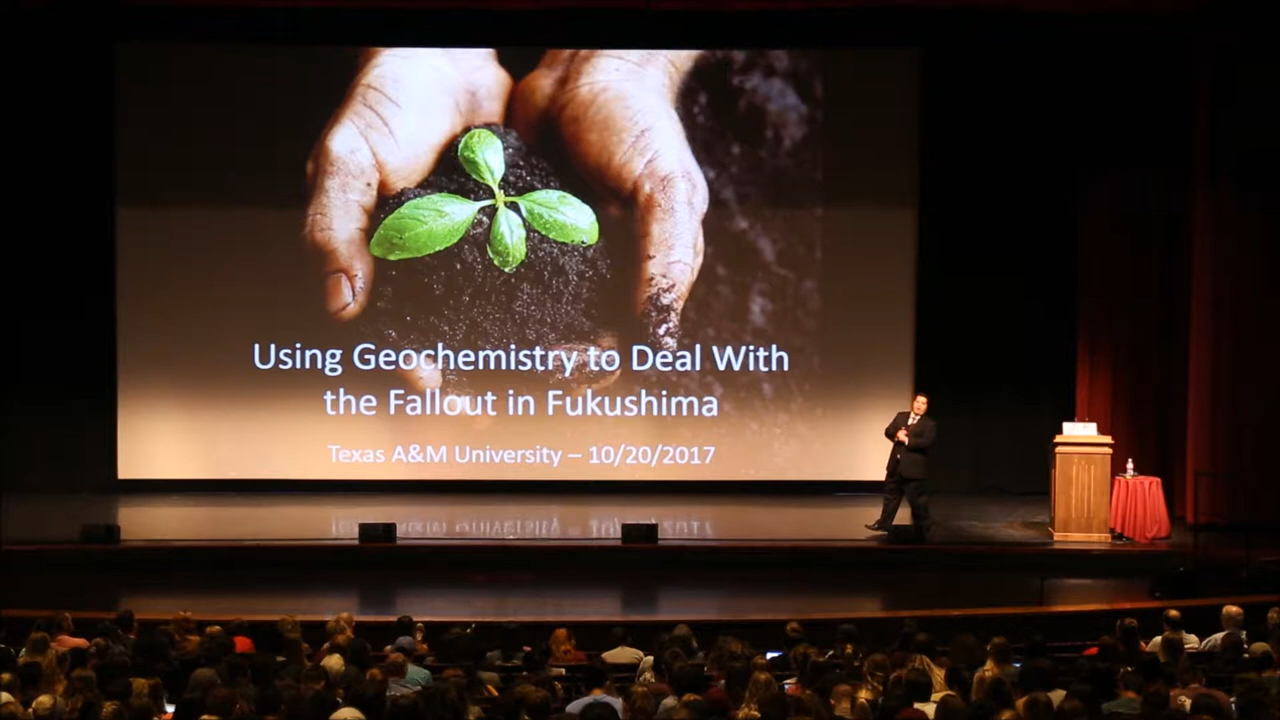 Using Geochemistry to Deal With
the Fallout in Fukushima
Texas A&M University – 10/20/2017